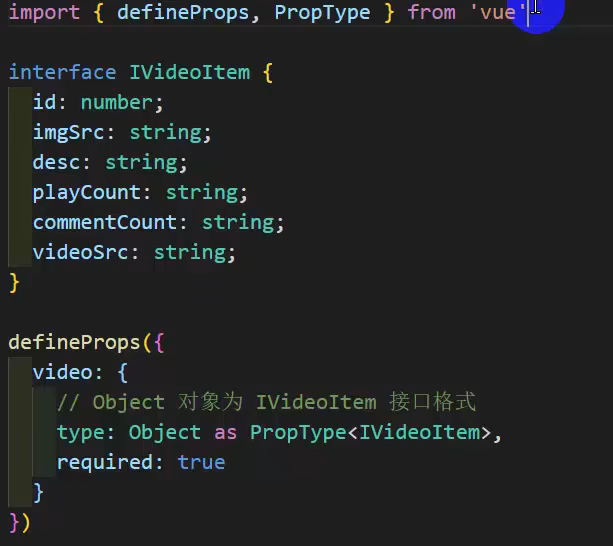 import { defineProps, PropType } from 'vue'
interface IVideoItem {
id: number;
imgSrc: string;
desc: string;
playCount: string;
commentCount: string;
videoSrc: string;
}
defineProps({
video: {
// Object 对象为 IVideoItem 接口格式
type: Object as PropType<IVideoItem>,
required: true
}
})